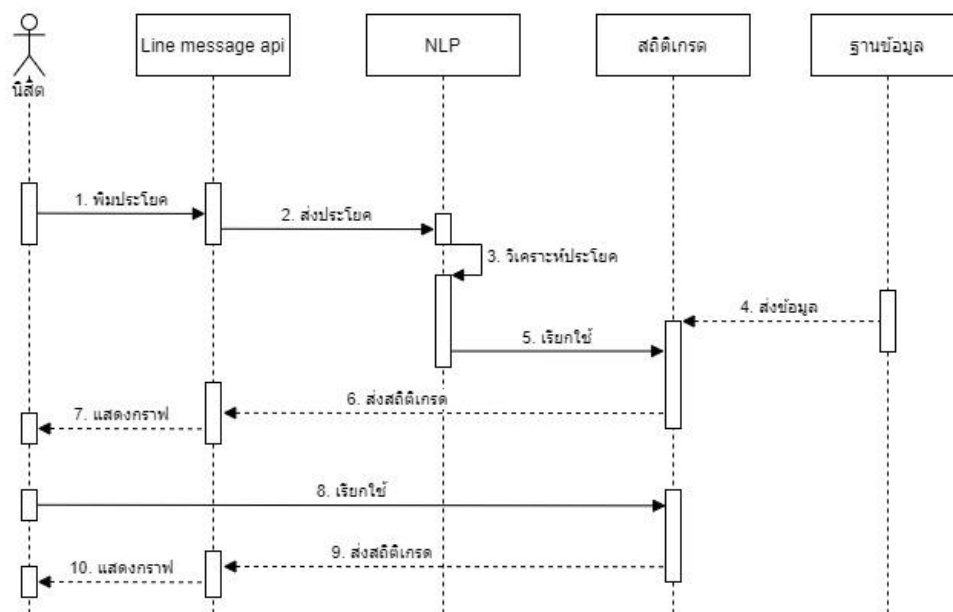 Line message api
NLP
สถิติเกรด
ฐานข้อมูล
นิสิต
1. พิมประโยค
2. ส่งประโยค
3. วิเคราะห์ประโยค
4. ส่งข้อมูล
5. เรียกใช้
6. ส่งสถิติเกรด
7. แสดงกราฟ
8. เรียกใช้
9. ส่งสถิติเกรด
10. แสดงกราฟ